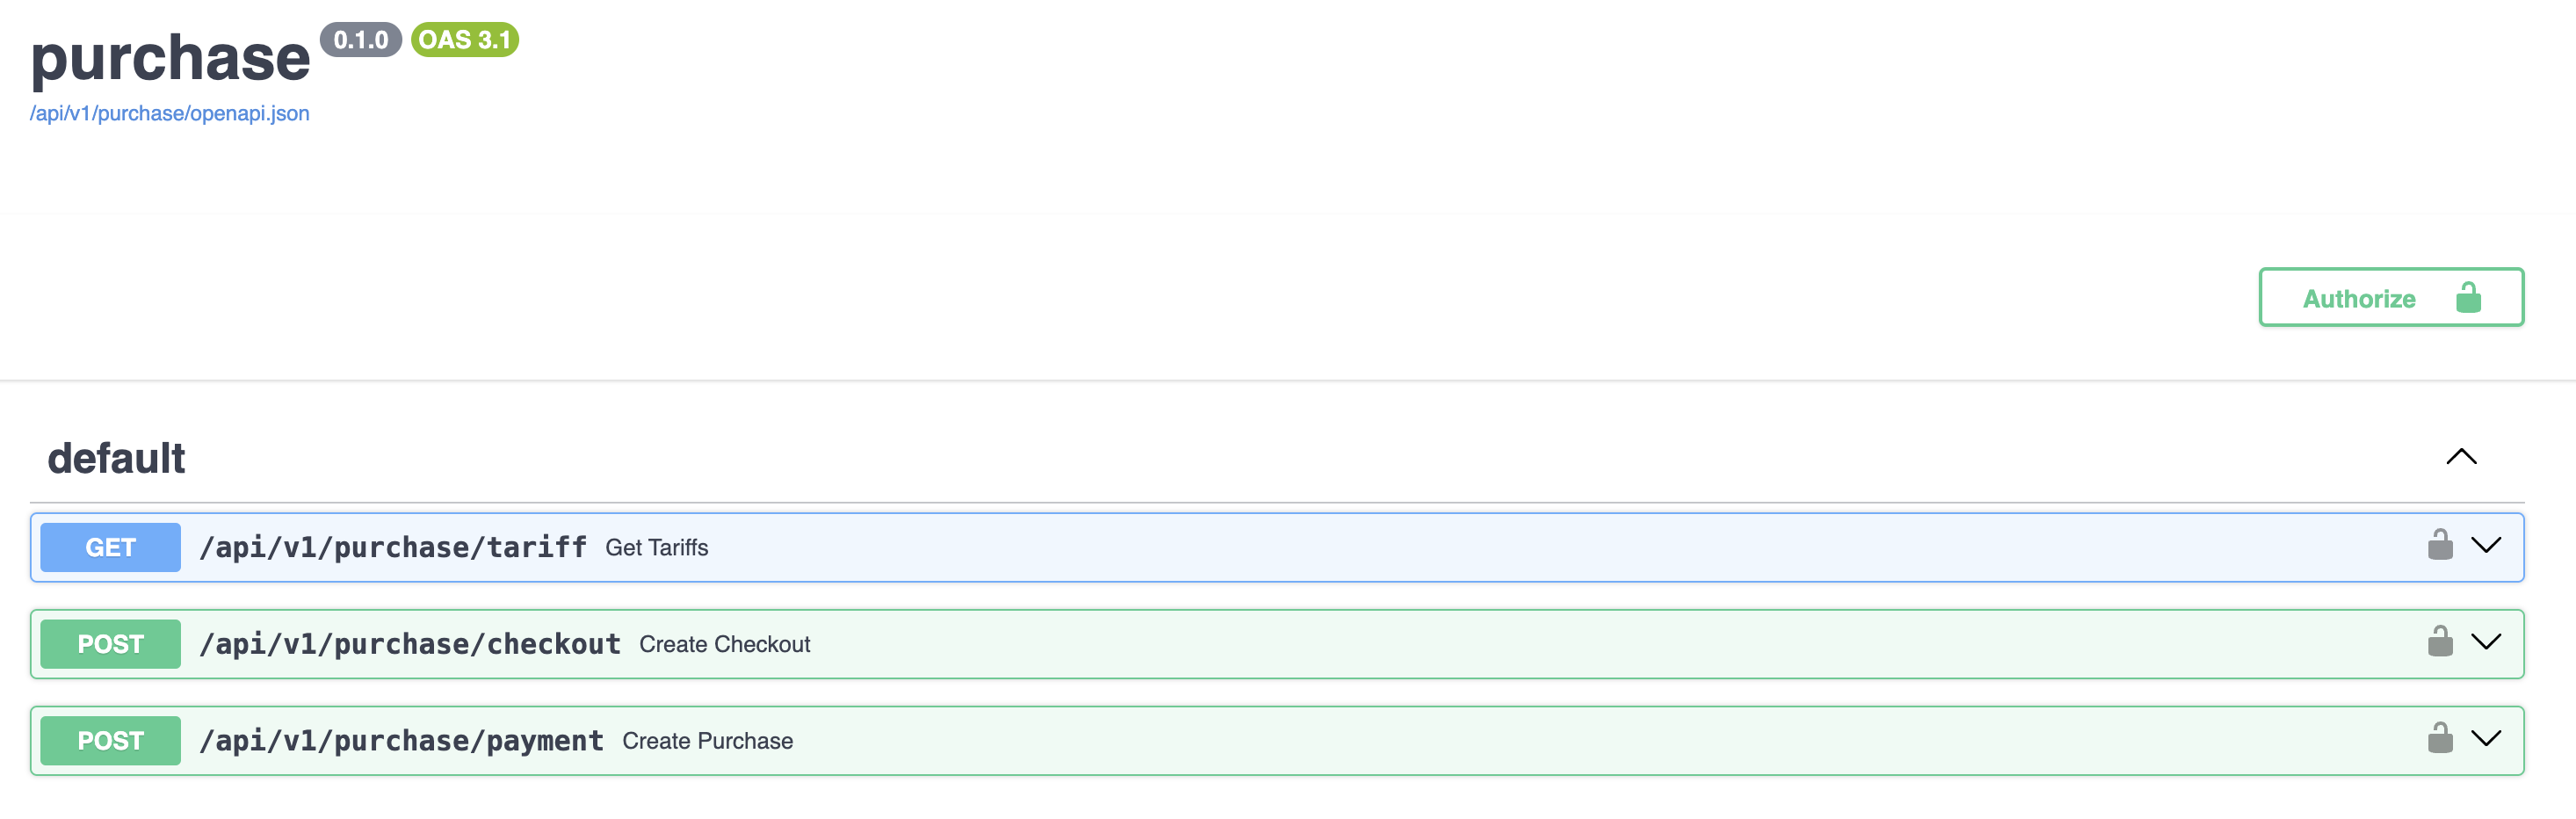 purchase 0.1.0 OAS 3.1
/api/v1/purchase/openapi.json
Authorize
default
GET /api/v1/purchase/tariff Get Tariffs
POST /api/v1/purchase/checkout Create Checkout
POST /api/v1/purchase/payment Create Purchase